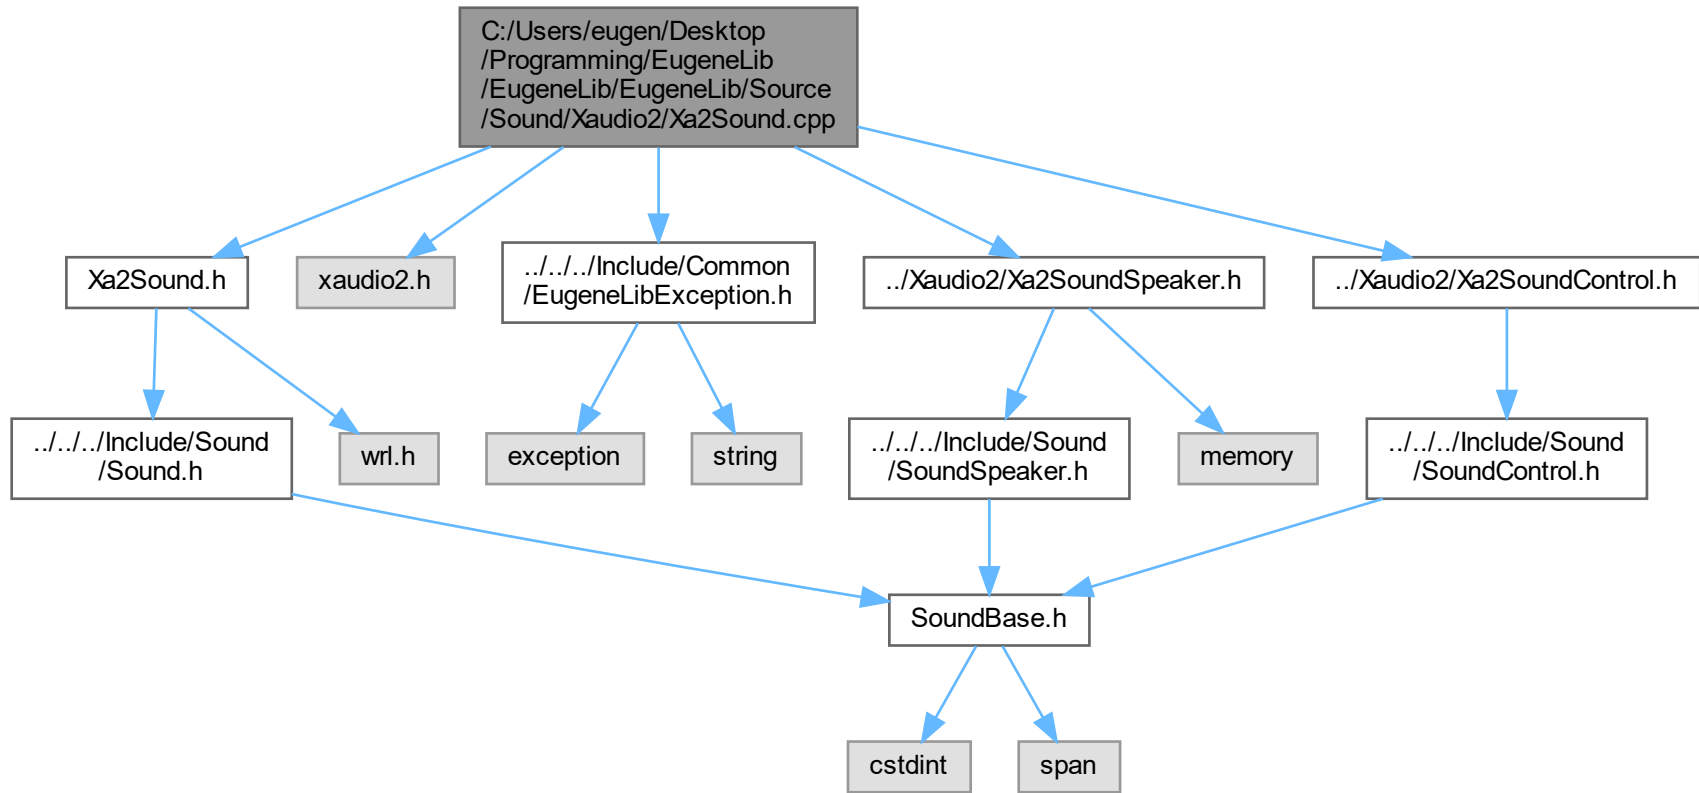 C:/Users/eugen/Desktop
/Programming/EugeneLib
/EugeneLib/EugeneLib/Source
/Sound/Xaudio2/Xa2Sound.cpp
Xa2Sound.h
xaudio2.h
../../../Include/Common
/EugeneLibException.h
../Xaudio2/Xa2SoundSpeaker.h
../Xaudio2/Xa2SoundControl.h
../../../Include/Sound
/Sound.h
wrl.h
exception
string
../../../Include/Sound
/SoundSpeaker.h
memory
../../../Include/Sound
/SoundControl.h
SoundBase.h
cstdint
span